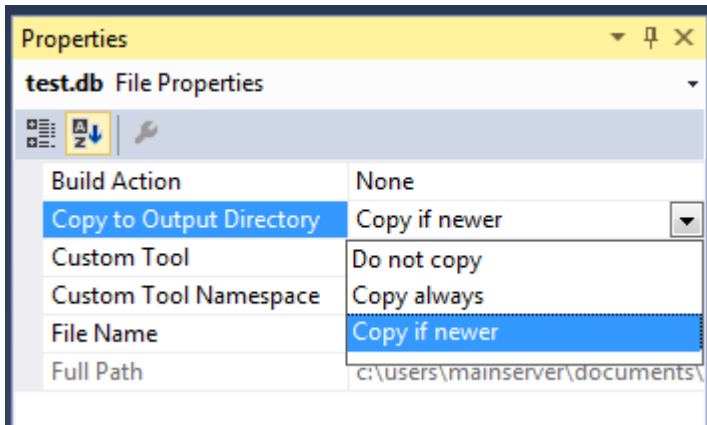 Properties
test.db File Properties
Build Action None
Copy to Output Directory Copy if newer
Custom Tool Do not copy
Custom Tool Namespace Copy always
File Name Copy if newer
Full Path c:\users\mainserver\documents\